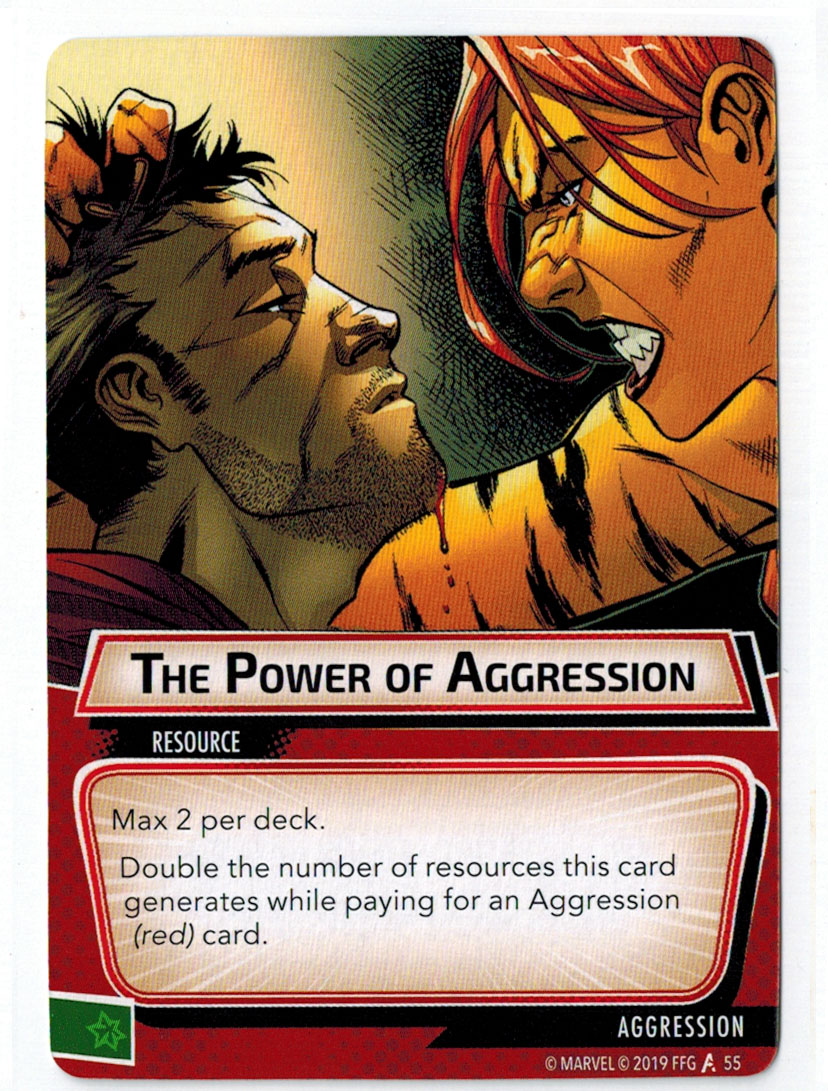 THE POWER OF AGGRESSION
RESOURCE
Max 2 per deck.
Double the number of resources this card
generates while paying for an Aggression
(red) card.
AGGRESSION
© MARVEL © 2019 FFG 55